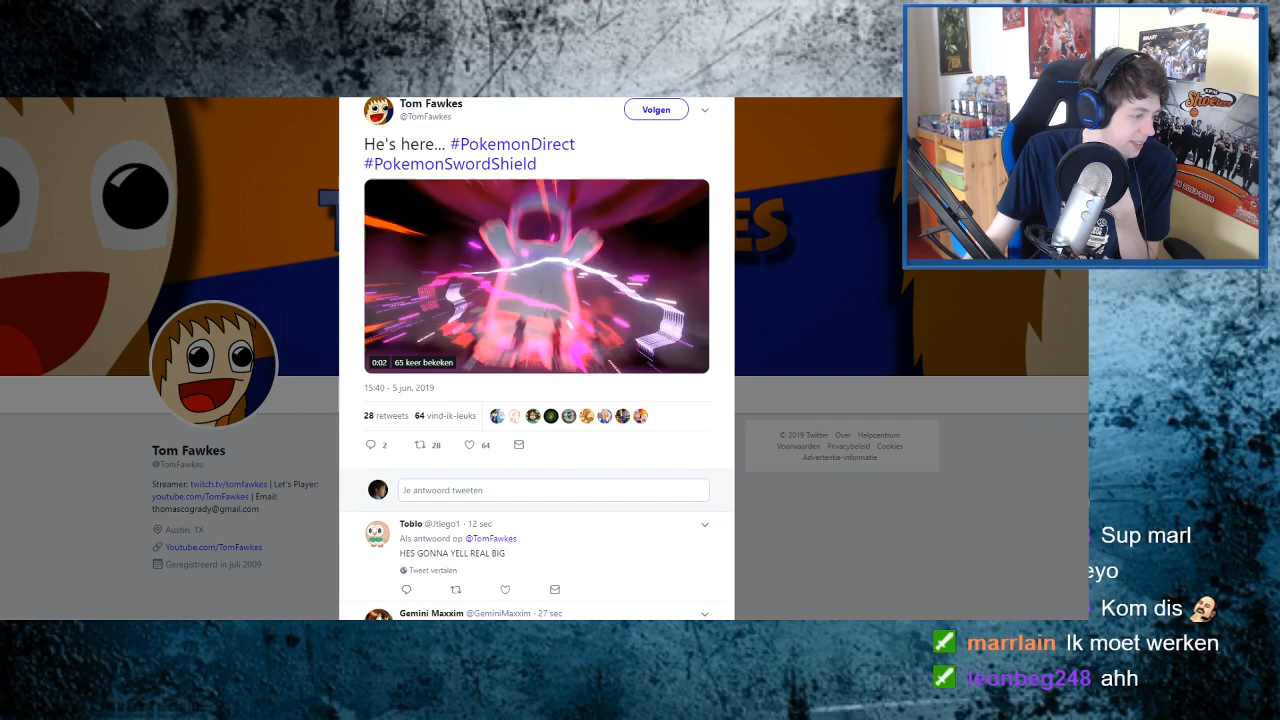 Tom Fawkes
@TomFawkes
Volgen
He's here... #PokemonDirect
#PokemonSwordShield
0:02 65 keer bekeken
15:40 - 5 jun. 2019
28 retweets 64 vind-ik-leuks
2 28 64
Je antwoord tweeten
Toblo @Jtlego1 · 12 sec
Als antwoord op @TomFawkes
HES GONNA YELL REAL BIG
Tweet vertalen
Gemini Maxxim @GeminiMaxxim · 27 sec
Tom Fawkes
@TomFawkes
Streamer: twitch.tv/tomfawkes | Let's Player:
youtube.com/TomFawkes | Email:
thomascogrady@gmail.com
Austin, TX
Youtube.com/TomFawkes
Geregistreerd in juli 2009
© 2019 Twitter Over Helpcentrum
Voorwaarden Privacybeleid Cookies
Advertentie-informatie
Shoeters
Sup marl
eyo
Kom dis
marrlain Ik moet werken
leonbeg248 ahh